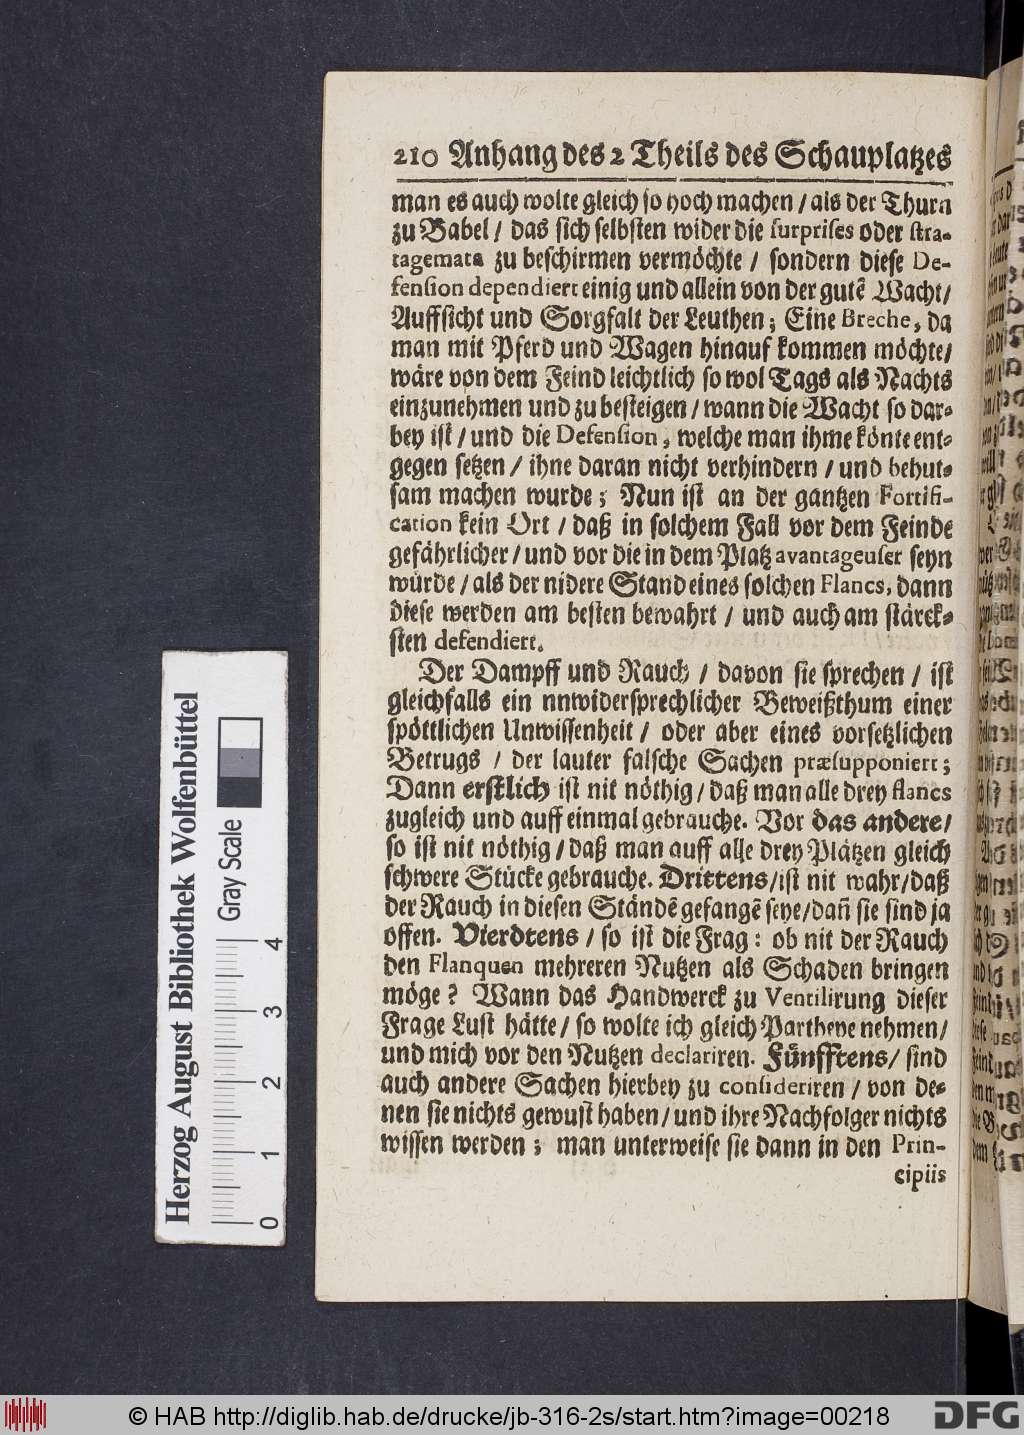 210 Anhang des 2 Theils des Schauplatzes
man es auch wolte gleich so hoch machen / als der Thurn
zu Babel / das sich selbsten wider die surprises oder stra-
tagemata zu beschirmen vermöchte / sondern diese De-
fension dependiert einig und allein von der gutē Wacht/
Auffsicht und Sorgfalt der Leuthen; Eine Breche, da
man mit Pferd und Wagen hinauf kommen möchte/
wäre von dem Feind leichtlich so wol Tags als Nachts
einzunehmen und zu besteigen / wann die Wacht so dar-
bey ist / und die Defension, welche man ihme könte ent-
gegen setzen / ihne daran nicht verhindern / und behut-
sam machen wurde; Nun ist an der gantzen Fortifi-
cation kein Ort / daß in solchem Fall vor dem Feinde
gefährlicher / und vor die in dem Platz avantageuser seyn
würde / als der nidere Stand eines solchen Flancs, dann
diese werden am besten bewahrt / und auch am stärck-
sten defendiert.
Der Dampff und Rauch / davon sie sprechen / ist
gleichfalls ein nnwidersprechlicher Beweißthum einer
spöttlichen Unwissenheit / oder aber eines vorsetzlichen
Betrugs / der lauter falsche Sachen præsupponiert;
Dann erstlich ist nit nöthig / daß man alle drey flancs
zugleich und auff einmal gebrauche. Vor das andere/
so ist nit nöthig / daß man auff alle drey Plätzen gleich
schwere Stücke gebrauche. Drittens/ist nit wahr/daß
der Rauch in diesen Ständē gefangē seye/dañ sie sind ja
offen. Vierdtens / so ist die Frag: ob nit der Rauch
den Flanquen mehreren Nutzen als Schaden bringen
möge? Wann das Handwerck zu Ventilirung dieser
Frage Lust hätte / so wolte ich gleich Partheye nehmen/
und mich vor den Nutzen declariren. Fünfftens/ sind
auch andere Sachen hierbey zu consideriren / von de-
nen sie nichts gewust haben / und ihre Nachfolger nichts
wissen werden; man unterweise sie dann in den Prin-
cipiis
Herzog August Bibliothek Wolfenbüttel
Gray Scale
0 1 2 3 4
© HAB http://diglib.hab.de/drucke/jb-316-2s/start.htm?image=00218
DFG